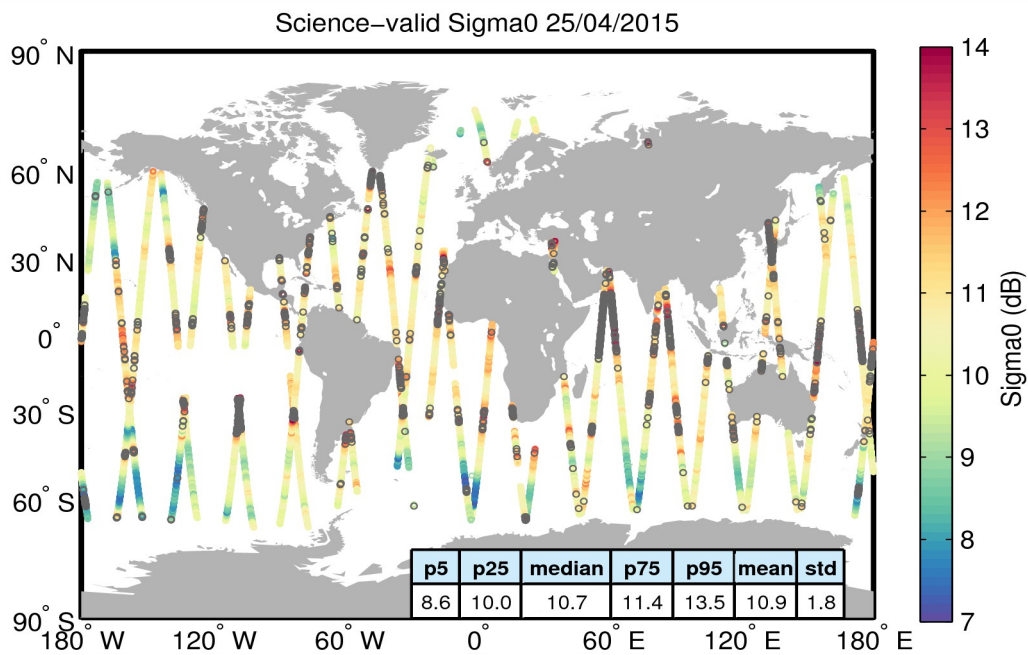 Science−valid Sigma0 25/04/2015
90° N
60° N
30° N
0°
30° S
60° S
90° S
180° W
120° W
60° W
0°
60° E
120° E
180° E
p5 p25 median p75 p95 mean std
8.6 10.0 10.7 11.4 13.5 10.9 1.8
14
13
12
11
10
9
8
7
Sigma0 (dB)